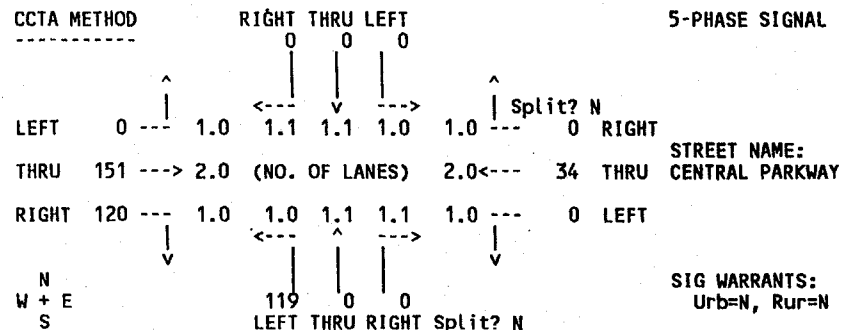 CCTA METHOD RIGHT THRU LEFT 5-PHASE SIGNAL
----------- 0 0 0
^ ^
<--- v ---> Split? N
LEFT 0 --- 1.0 1.1 1.1 1.0 1.0 --- 0 RIGHT
STREET NAME:
THRU 151 ---> 2.0 (NO. OF LANES) 2.0<--- 34 THRU CENTRAL PARKWAY
RIGHT 120 --- 1.0 1.0 1.1 1.1 1.0 --- 0 LEFT
<--- ^ --->
v v
N SIG WARRANTS:
W + E 119 0 0 Urb=N, Rur=N
S LEFT THRU RIGHT Split? N